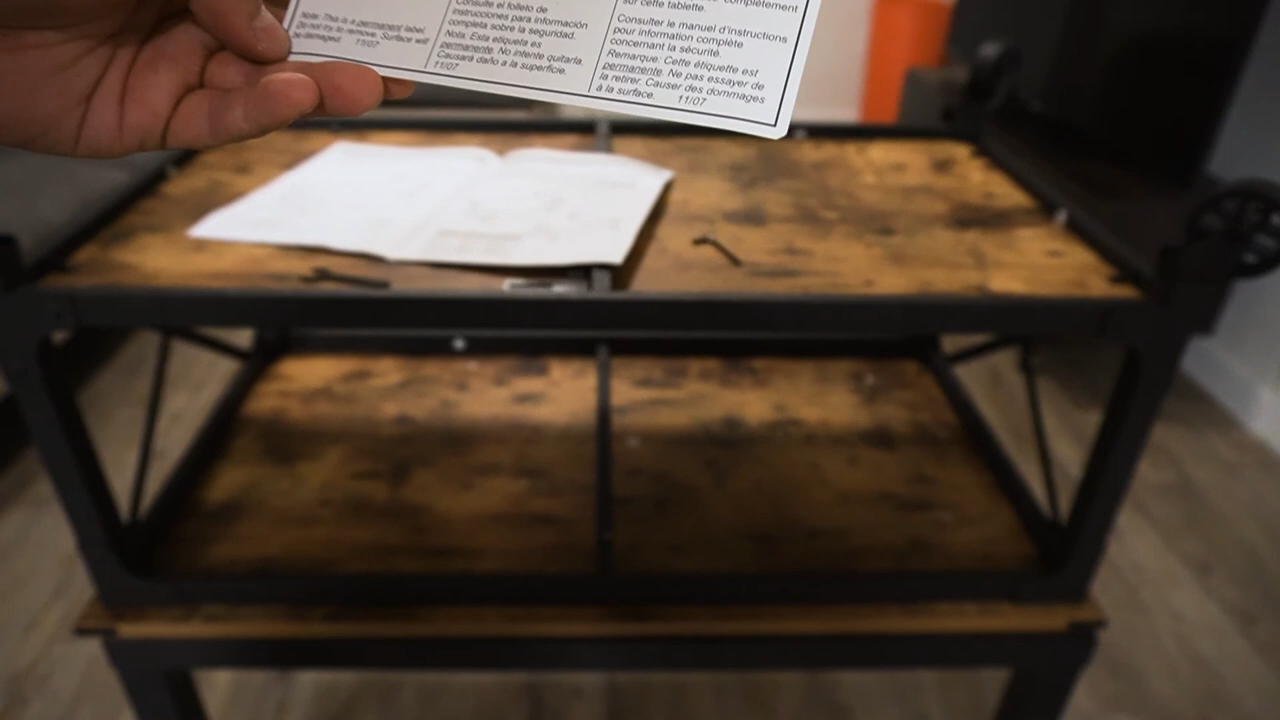 Note: This is a permanent label.
Do not try to remove. Surface will
be damaged. 11/07
Consulte el folleto de
instrucciones para información
completa sobre la seguridad.
Nota: Esta etiqueta es
permanente. No intente quitarla.
Causará daño a la superficie.
11/07
complètement
sur cette tablette.
Consulter le manuel d'instructions
pour information complète
concernant la sécurité.
Remarque: Cette étiquette est
permanente. Ne pas essayer de
la retirer. Causer des dommages
à la surface. 11/07